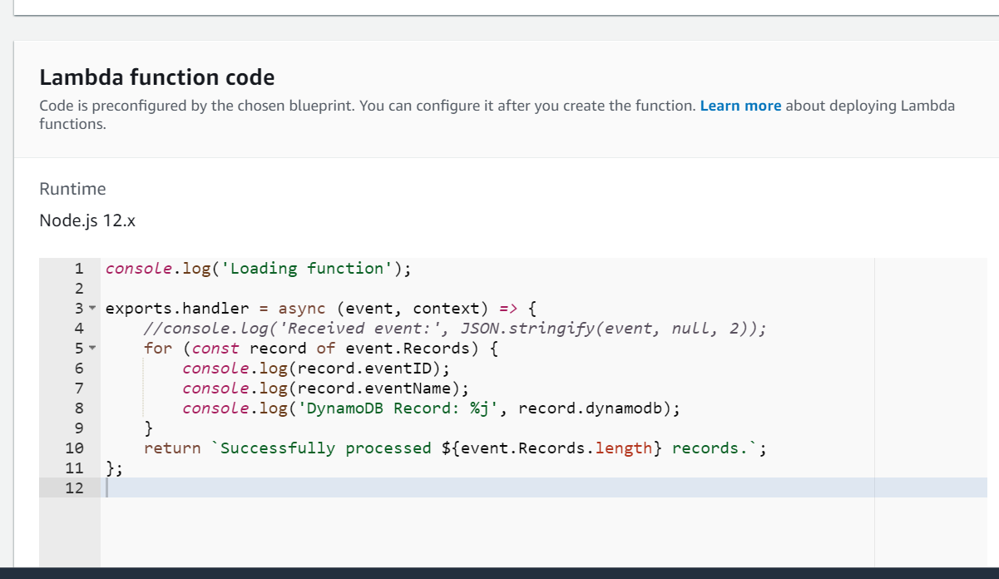 Lambda function code
Code is preconfigured by the chosen blueprint. You can configure it after you create the function. Learn more about deploying Lambda
functions.
Runtime
Node.js 12.x
1 console.log('Loading function');
2
3 exports.handler = async (event, context) => {
4     //console.log('Received event:', JSON.stringify(event, null, 2));
5     for (const record of event.Records) {
6         console.log(record.eventID);
7         console.log(record.eventName);
8         console.log('DynamoDB Record: %j', record.dynamodb);
9     }
10     return `Successfully processed ${event.Records.length} records.`;
11 };
12